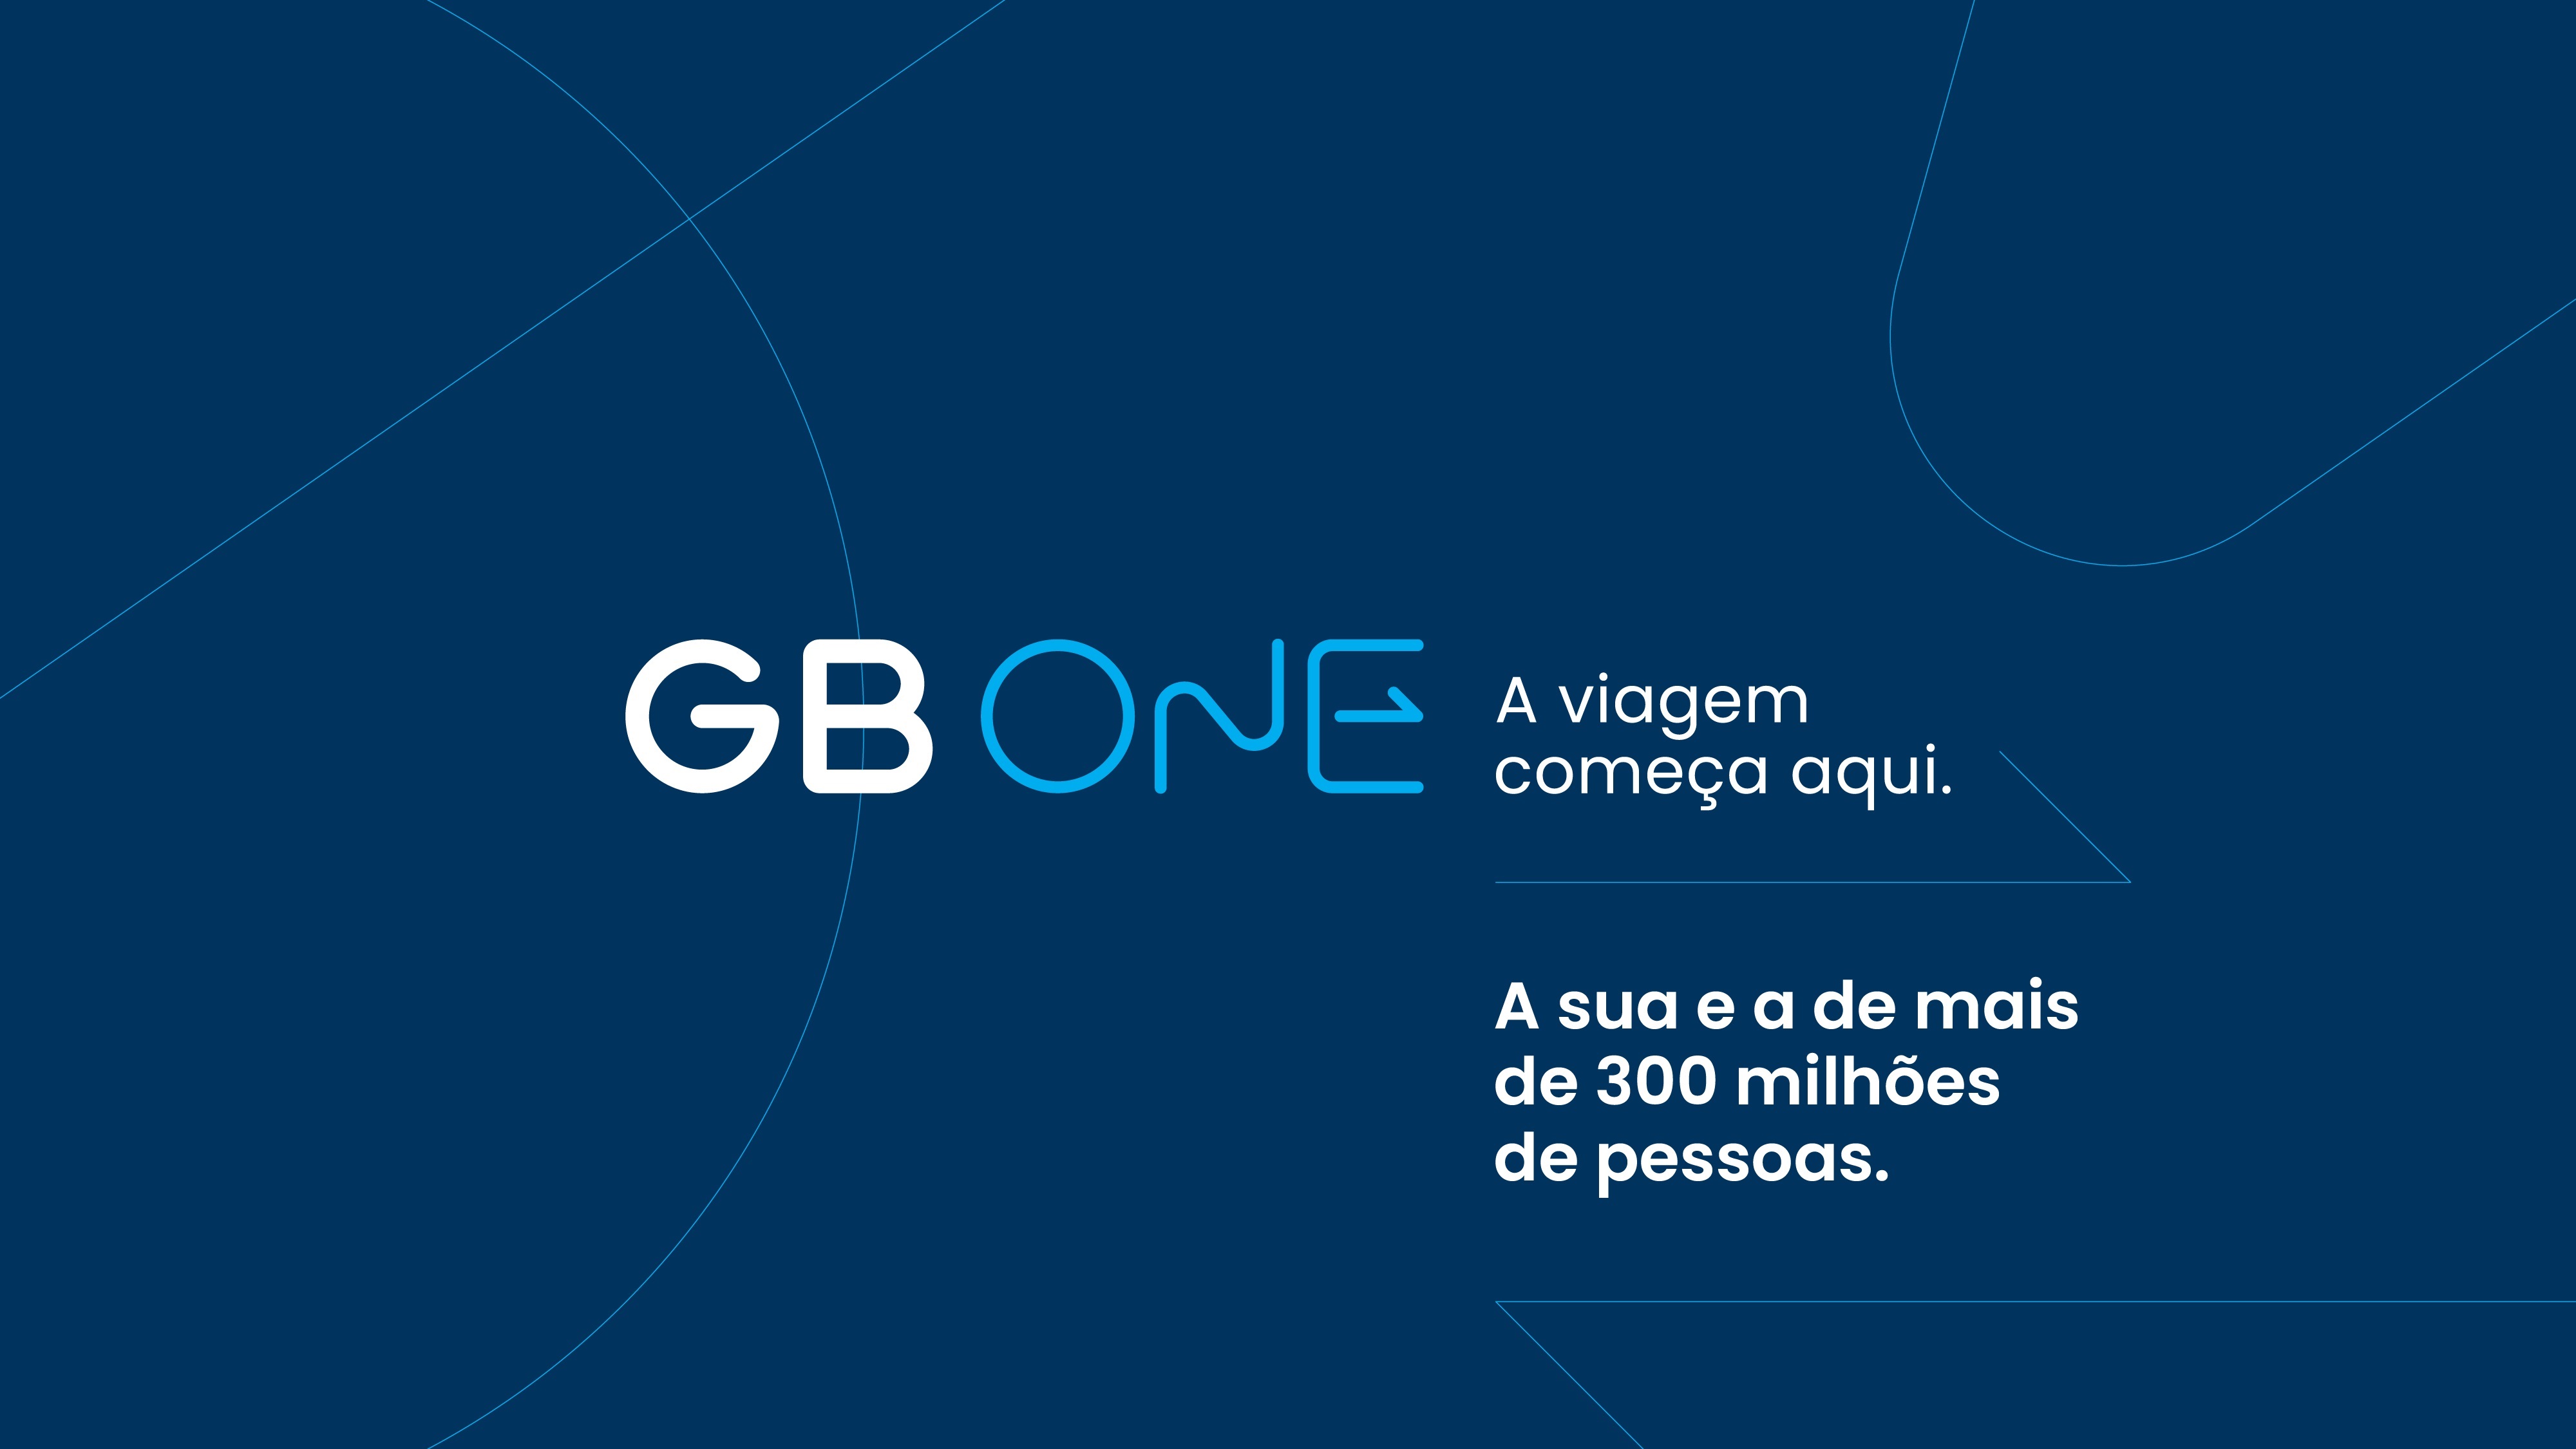 GB ONE
A viagem
começa aqui.
A sua e a de mais
de 300 milhões
de pessoas.